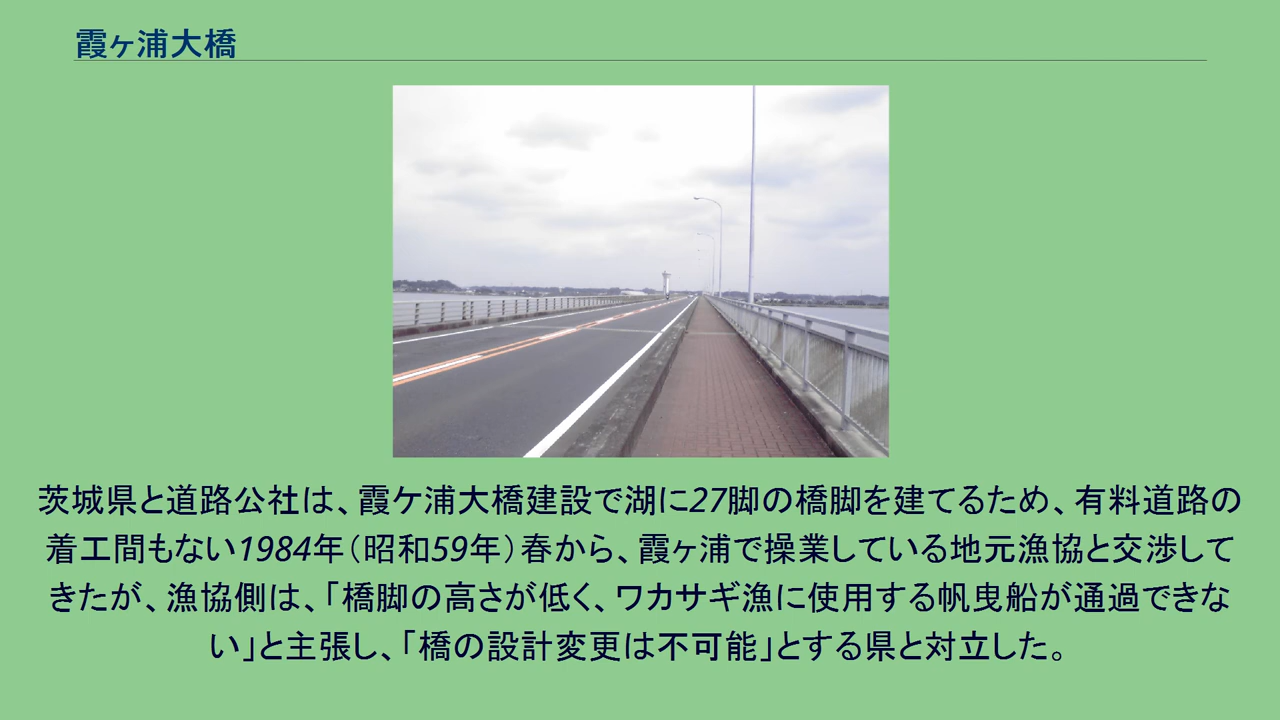 霞ヶ浦大橋
茨城県と道路公社は、霞ケ浦大橋建設で湖に27脚の橋脚を建てるため、有料道路の
着工間もない1984年（昭和59年）春から、霞ヶ浦で操業している地元漁協と交渉して
きたが、漁協側は、「橋脚の高さが低く、ワカサギ漁に使用する帆曳船が通過できな
い」と主張し、「橋の設計変更は不可能」とする県と対立した。